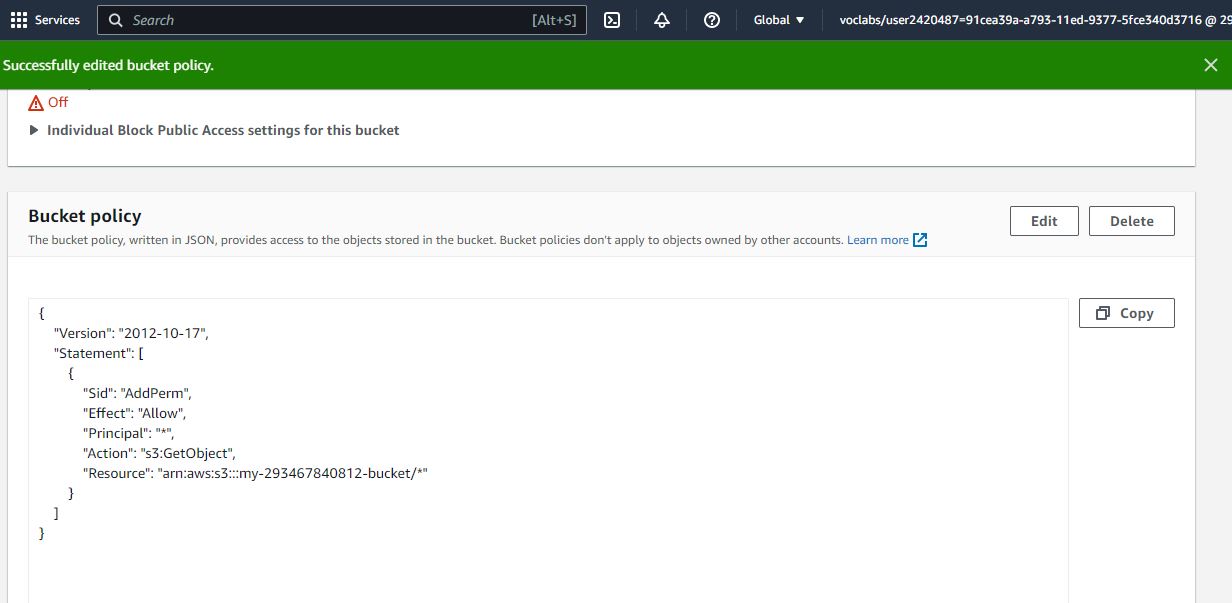 Services Search [Alt+S] Global ▼ voclabs/user2420487=91cea39a-a793-11ed-9377-5fce340d3716 @ 29
Successfully edited bucket policy.
Off
Individual Block Public Access settings for this bucket
Bucket policy
Edit Delete
The bucket policy, written in JSON, provides access to the objects stored in the bucket. Bucket policies don't apply to objects owned by other accounts. Learn more
Copy
{
"Version": "2012-10-17",
"Statement": [
{
"Sid": "AddPerm",
"Effect": "Allow",
"Principal": "*",
"Action": "s3:GetObject",
"Resource": "arn:aws:s3:::my-293467840812-bucket/*"
}
]
}